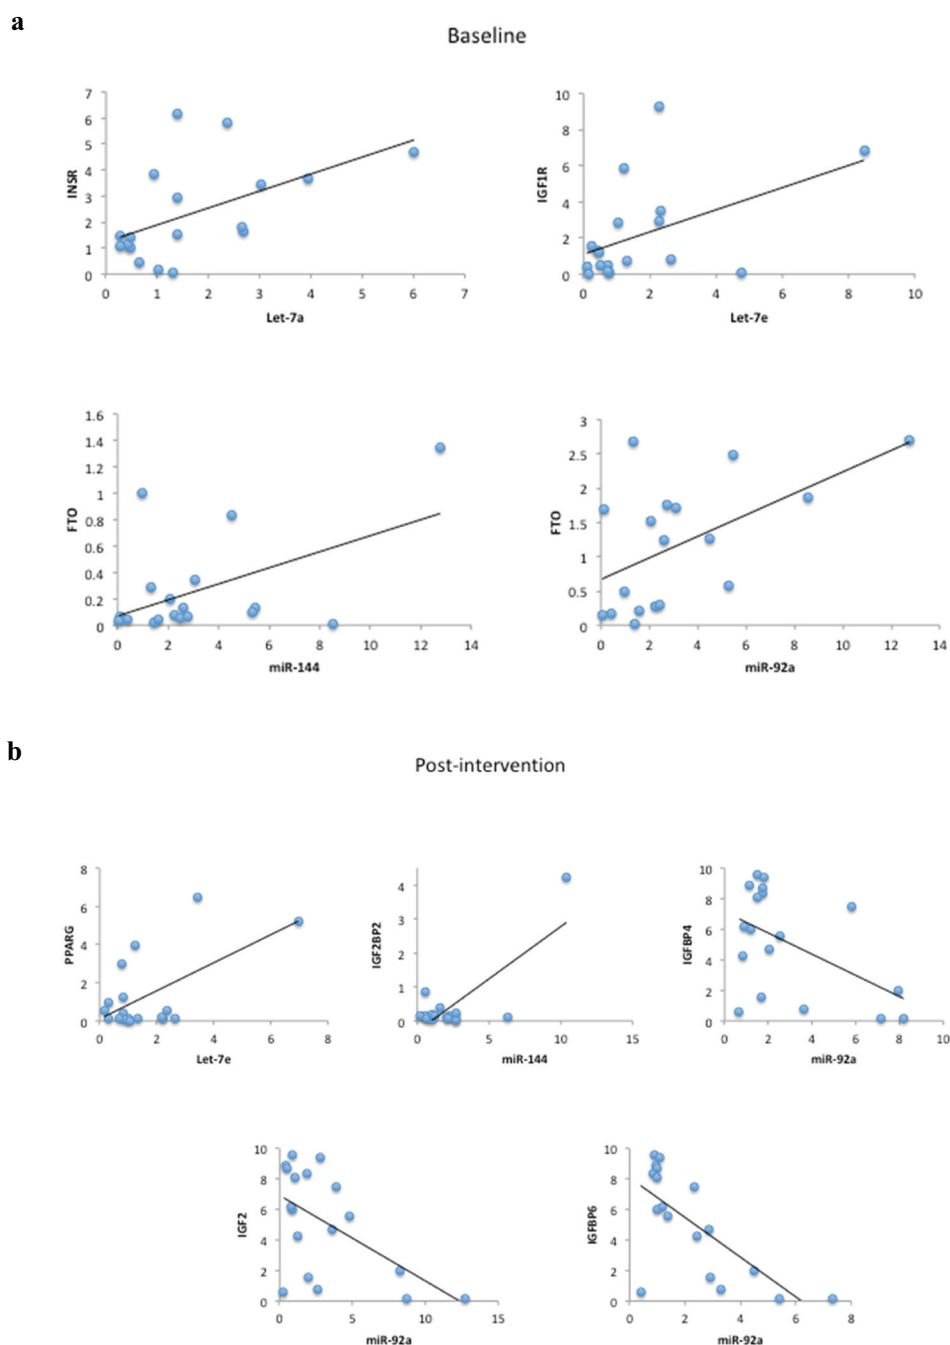 a
Baseline
INSR
7
6
5
4
3
2
1
0
0 1 2 3 4 5 6 7
Let-7a
IGF1R
10
8
6
4
2
0
0 2 4 6 8 10
Let-7e
FTO
1.6
1.4
1.2
1
0.8
0.6
0.4
0.2
0
0 2 4 6 8 10 12 14
miR-144
FTO
3
2.5
2
1.5
1
0.5
0
0 2 4 6 8 10 12 14
miR-92a
b
Post-intervention
PPARG
8
6
4
2
0
0 2 4 6 8
Let-7e
IGF2BP2
4
3
2
1
0
0 5 10 15
miR-144
IGFBP4
10
8
6
4
2
0
0 2 4 6 8 10
miR-92a
IGF2
10
8
6
4
2
0
0 5 10 15
miR-92a
IGFBP6
10
8
6
4
2
0
0 2 4 6 8
miR-92a